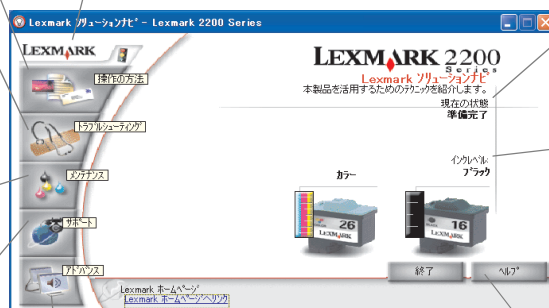 Lexmark ソリューションナビ - Lexmark 2200 Series
LEXMARK
操作の方法
トラブルシューティング
メンテナンス
サポート
アドバンス
LEXMARK 2200
Series
Lexmark ソリューションナビ
本製品を活用するためのテクニックを紹介します。
現在の状態
準備完了
インクレベル:
カラー
ブラック
26
LEXMARK
16
LEXMARK
終了
ヘルプ
Lexmark ホームページ
Lexmark ホームページへリンク